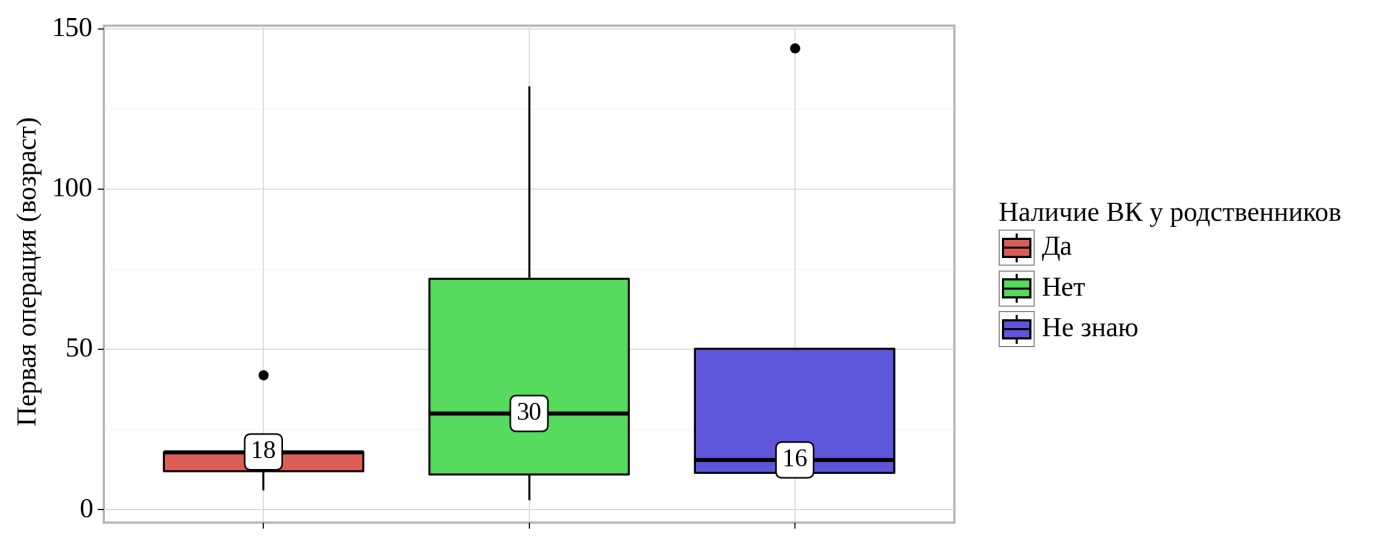 150
100
50
0
Первая операция (возраст)
18
30
16
Наличие ВК у родственников
Да
Нет
Не знаю